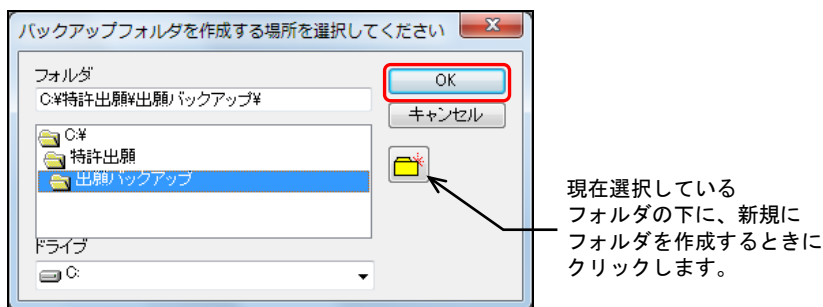 バックアップフォルダを作成する場所を選択してください
フォルダ
C:¥特許出願¥出願バックアップ¥
OK
キャンセル
C:¥
特許出願
出願バックアップ
ドライブ
C:
現在選択している
フォルダの下に、新規に
フォルダを作成するときに
クリックします。